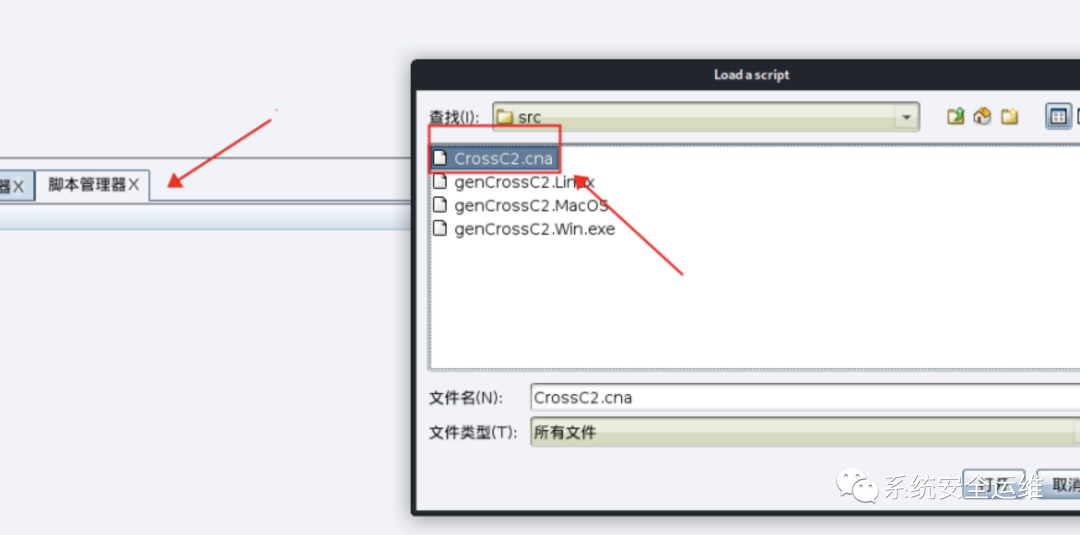 Load a script
查找(I):
src
器X
脚本管理器X
CrossC2.cna
genCrossC2.Linux
genCrossC2.MacOS
genCrossC2.Win.exe
文件名(N):
CrossC2.cna
文件类型(T):
所有文件
取消
系统安全运维